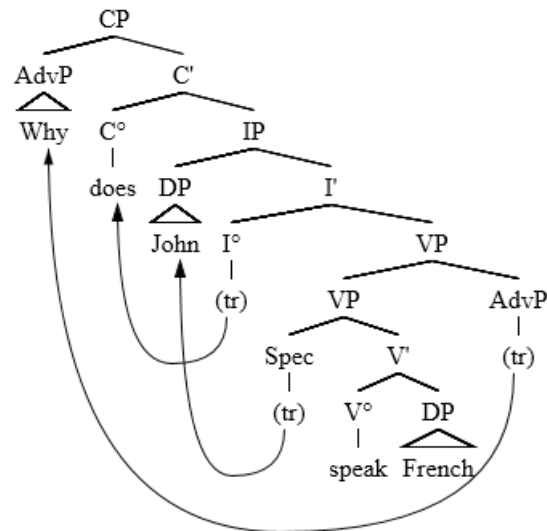 CP
AdvP C'
Why C° IP
does DP I'
John I° VP
(tr) VP AdvP
Spec V' (tr)
(tr) V° DP
speak French